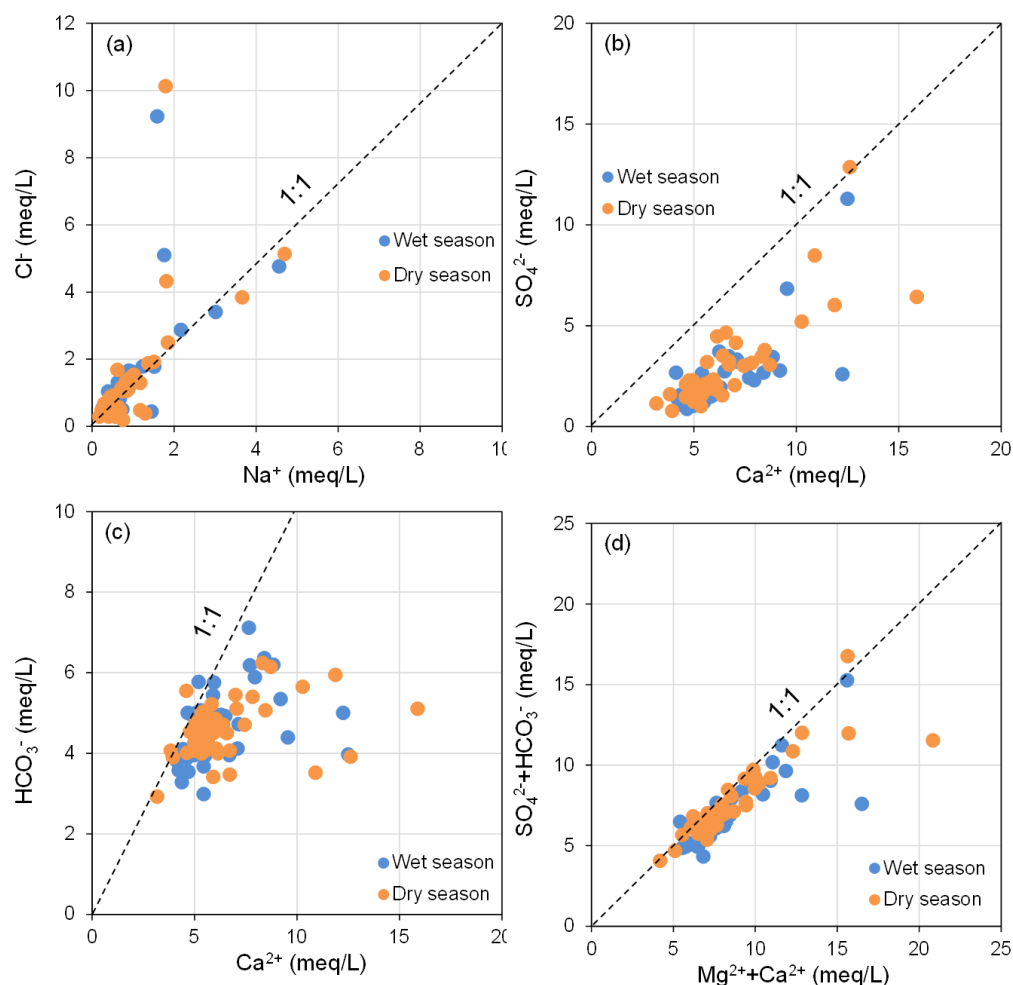 (a)
12
10
8
6
4
2
0
0
2
4
6
8
10
Cl⁻ (meq/L)
Na⁺ (meq/L)
1:1
Wet season
Dry season
(b)
20
15
10
5
0
0
5
10
15
20
SO₄²⁻ (meq/L)
Ca²⁺ (meq/L)
1:1
Wet season
Dry season
(c)
10
8
6
4
2
0
0
5
10
15
20
HCO₃⁻ (meq/L)
Ca²⁺ (meq/L)
1:1
Wet season
Dry season
(d)
25
20
15
10
5
0
0
5
10
15
20
25
SO₄²⁻+HCO₃⁻ (meq/L)
Mg²⁺+Ca²⁺ (meq/L)
1:1
Wet season
Dry season